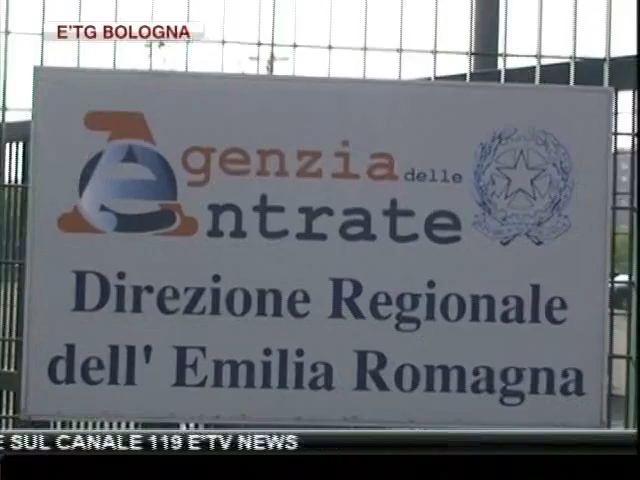 E'TG BOLOGNA
Agenzia delle
entrate
Direzione Regionale
dell' Emilia Romagna
E SUL CANALE 119 E'TV NEWS